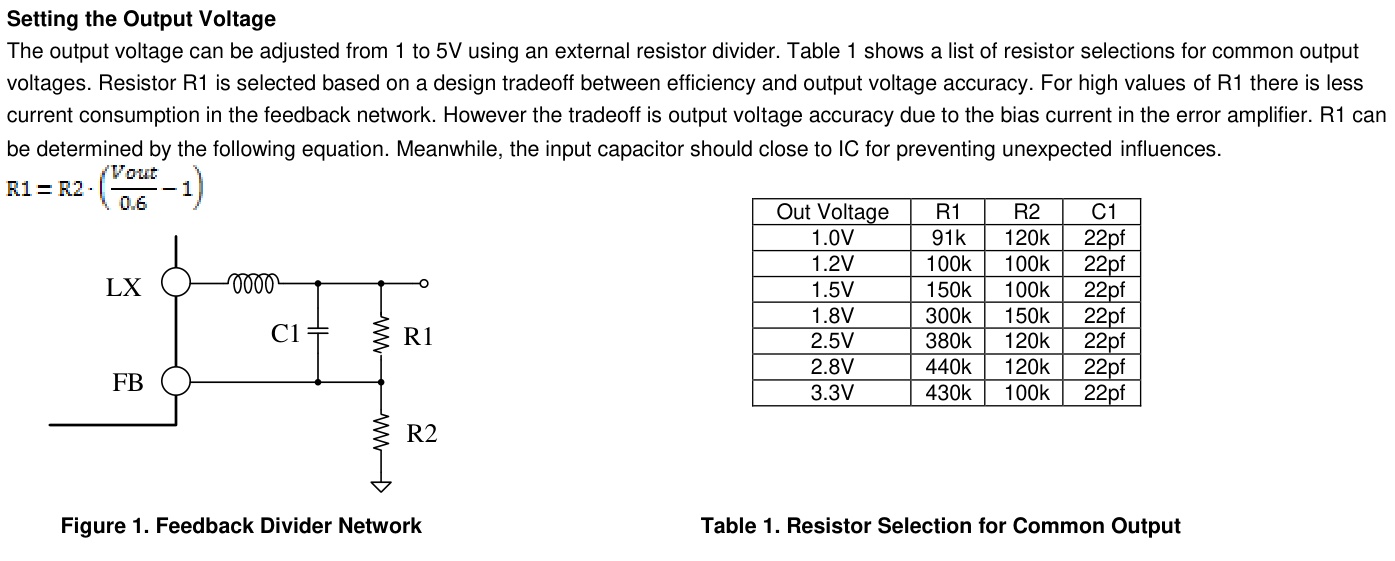 Setting the Output Voltage
The output voltage can be adjusted from 1 to 5V using an external resistor divider. Table 1 shows a list of resistor selections for common output
voltages. Resistor R1 is selected based on a design tradeoff between efficiency and output voltage accuracy. For high values of R1 there is less
current consumption in the feedback network. However the tradeoff is output voltage accuracy due to the bias current in the error amplifier. R1 can
be determined by the following equation. Meanwhile, the input capacitor should close to IC for preventing unexpected influences.
R1 = R2 · (Vout/0.6 − 1)
LX
C1
R1
FB
R2
Figure 1. Feedback Divider Network
Out Voltage R1 R2 C1
1.0V 91k 120k 22pf
1.2V 100k 100k 22pf
1.5V 150k 100k 22pf
1.8V 300k 150k 22pf
2.5V 380k 120k 22pf
2.8V 440k 120k 22pf
3.3V 430k 100k 22pf
Table 1. Resistor Selection for Common Output